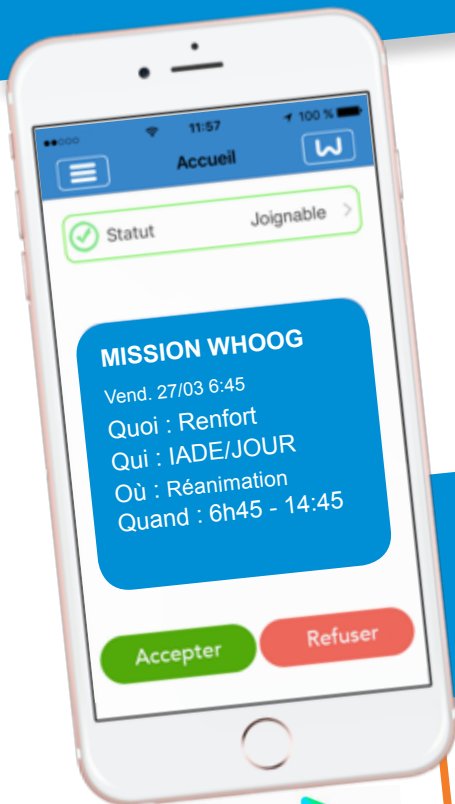 11:57
100 %
Accueil
Statut
Joignable
MISSION WHOOG
Vend. 27/03 6:45
Quoi : Renfort
Qui : IADE/JOUR
Où : Réanimation
Quand : 6h45 - 14:45
Accepter
Refuser